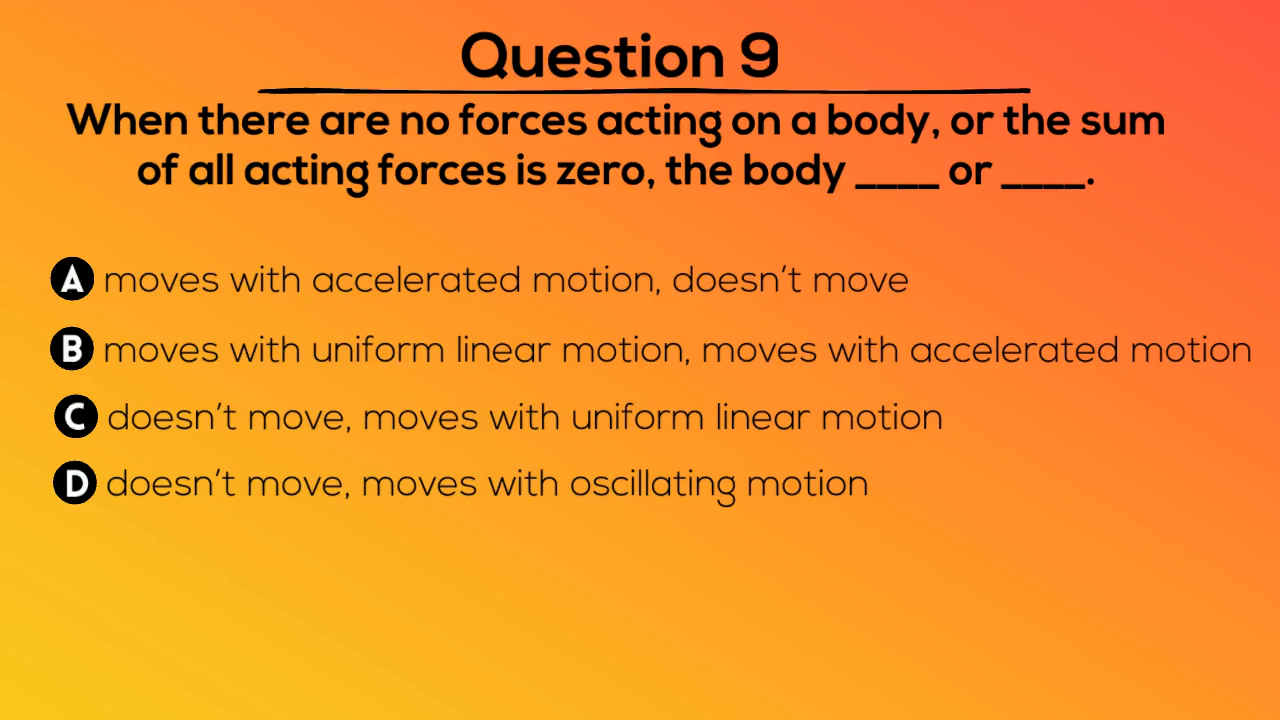 Question 9
When there are no forces acting on a body, or the sum
of all acting forces is zero, the body ____ or ____.
A moves with accelerated motion, doesn't move
B moves with uniform linear motion, moves with accelerated motion
C doesn't move, moves with uniform linear motion
D doesn't move, moves with oscillating motion